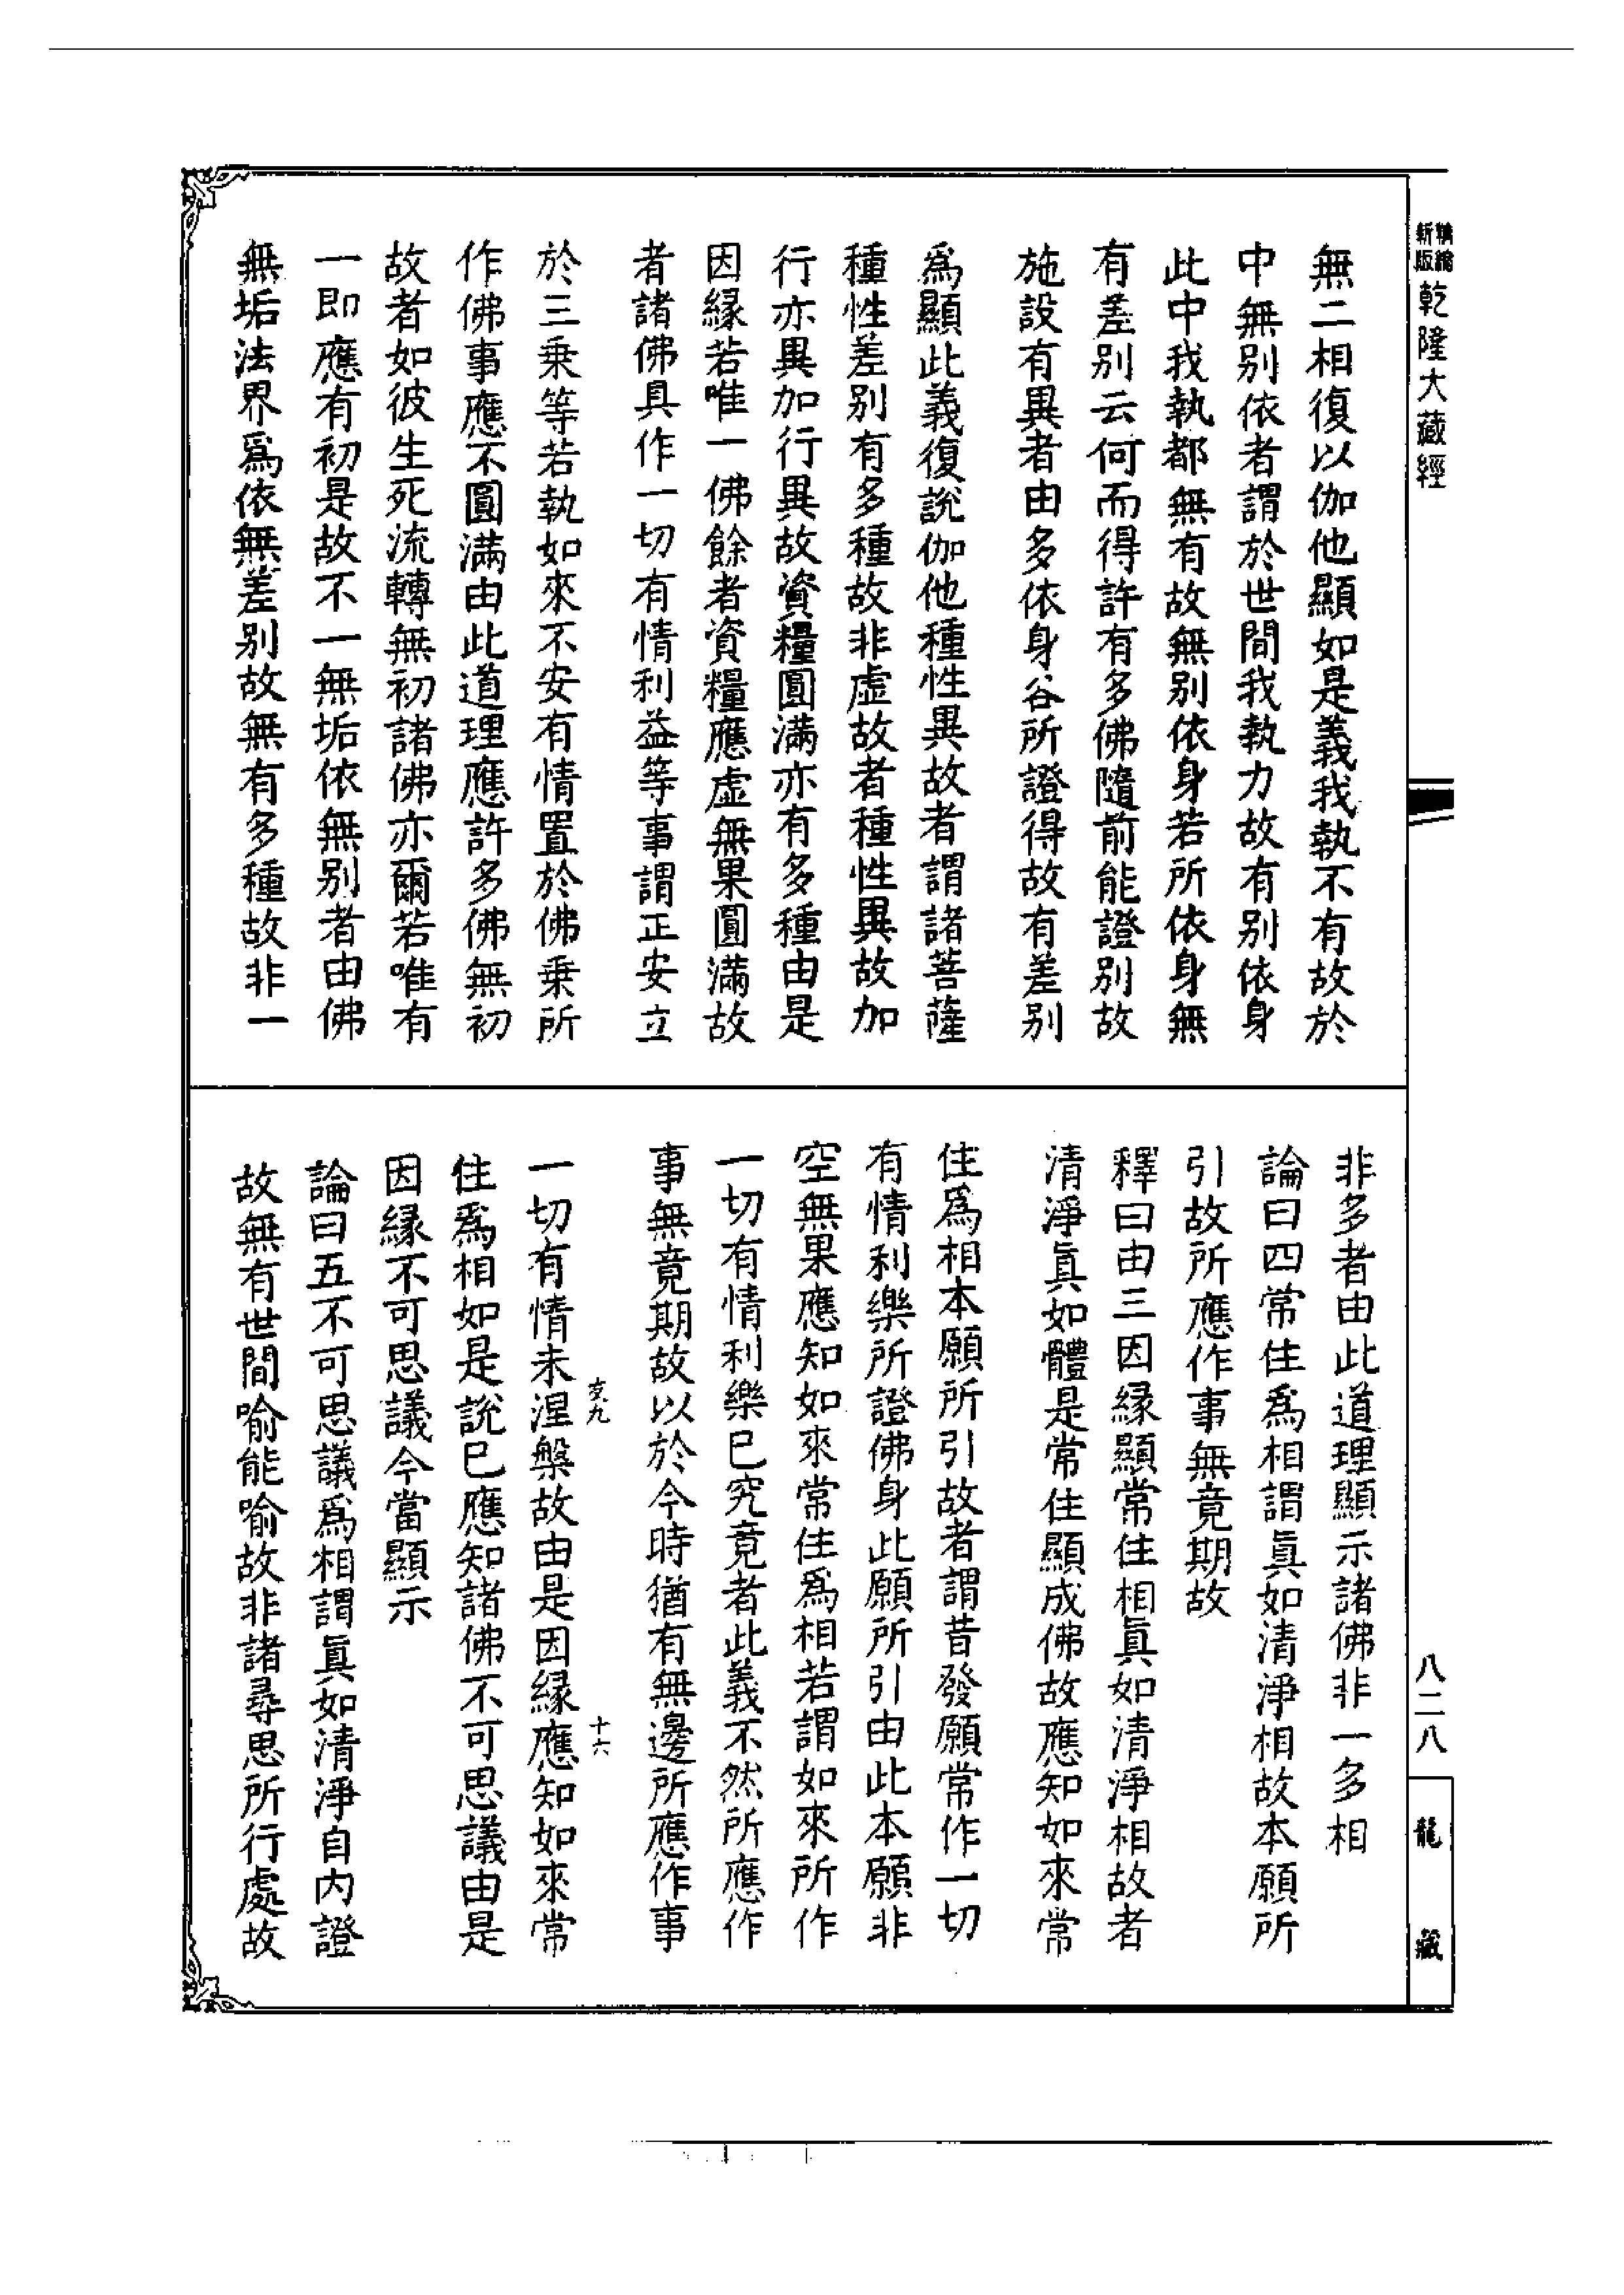 新版
精繪
乾隆大藏經
八二八
龍藏
無二相復以伽他顯如是義我執不有故於
中無別依者謂於世間我執力故有別依身
此中我執都無有故無別依身若所依身無
有差別云何而得許有多佛隨前能證別故
施設有異者由多依身各所證得故有差別
爲顯此義復説伽他種性異故者謂諸菩薩
種性差別有多種故非虛故者種性異故加
行亦異加行異故資糧圓滿亦有多種由是
因緣若唯一佛餘者資糧應虛無果圓滿故
者諸佛具作一切有情利益等事謂正安立
於三乗等若執如來不安有情置於佛乗所
作佛事應不圓滿由此道理應許多佛無初
故者如彼生死流轉無初諸佛亦爾若唯有
一即應有初是故不一無垢依無別者由佛
無垢法界爲依無差別故無有多種故非一
非多者由此道理顯示諸佛非一多相
論曰四常住爲相謂眞如清淨相故本願所
引故所應作事無竟期故
釋曰由三因緣顯常住相眞如清淨相故者
清淨眞如體是常住顯成佛故應知如來常
住爲相本願所引故者謂昔發願常作一切
有情利樂所證佛身此願所引由此本願非
空無果應知如來常住爲相若謂如來所作
一切有情利樂已究竟者此義不然所應作
事無竟期故以於今時猶有無邊所應作事
一切有情未涅槃故由是因緣應知如來常
住爲相如是説已應知諸佛不可思議由是
因緣不可思議今當顯示
論曰五不可思議爲相謂眞如清淨自內證
故無有世間喻能喻故非諸尋思所行處故
九
十六